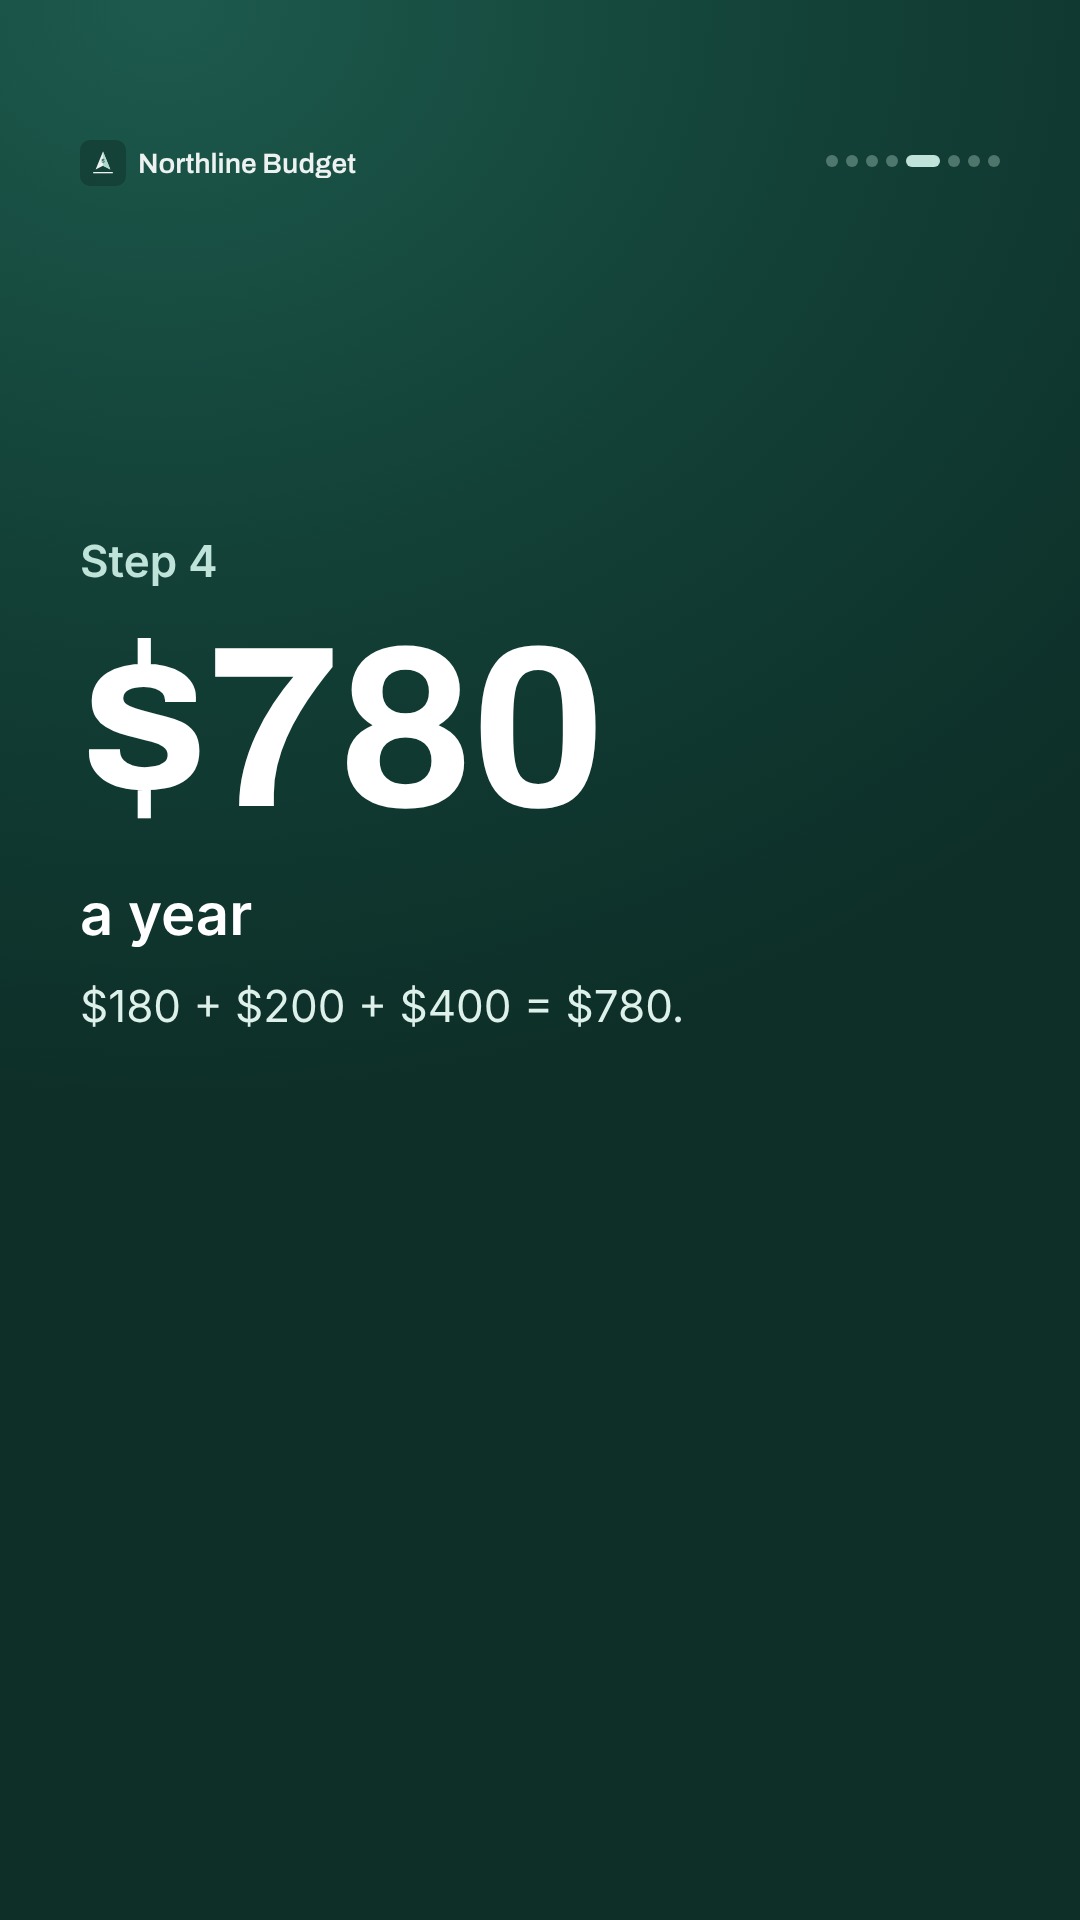 Northline Budget
Step 4
$780
a year
$180 + $200 + $400 = $780.